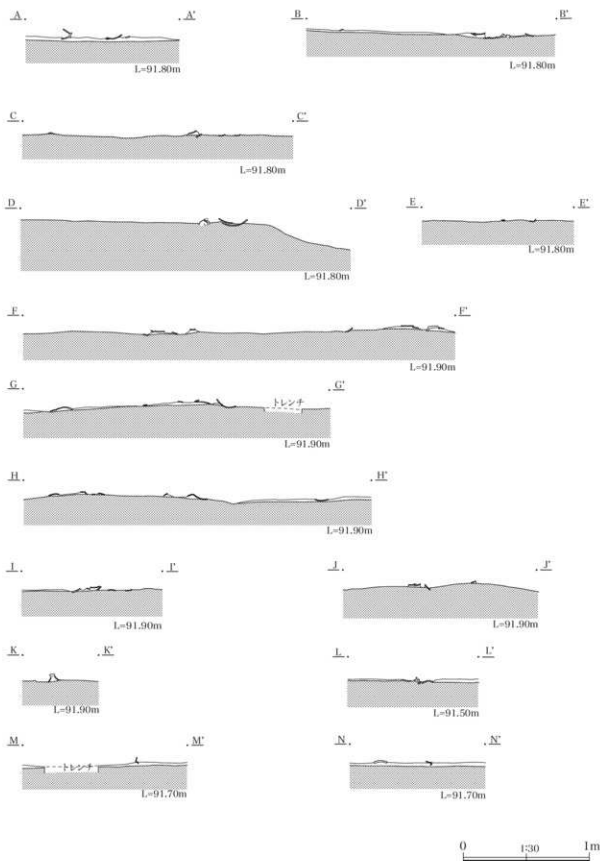 A A’ B B’
L=91.80m L=91.80m
C C’
L=91.80m
D D’ E E’
L=91.80m L=91.80m
F F’
L=91.90m
G G’
トレンチ
L=91.90m
H H’
L=91.90m
I I’ J J’
L=91.90m L=91.90m
K K’ L L’
L=91.90m L=91.50m
M M’ N N’
トレンチ
L=91.70m L=91.70m
0 1:30 1m